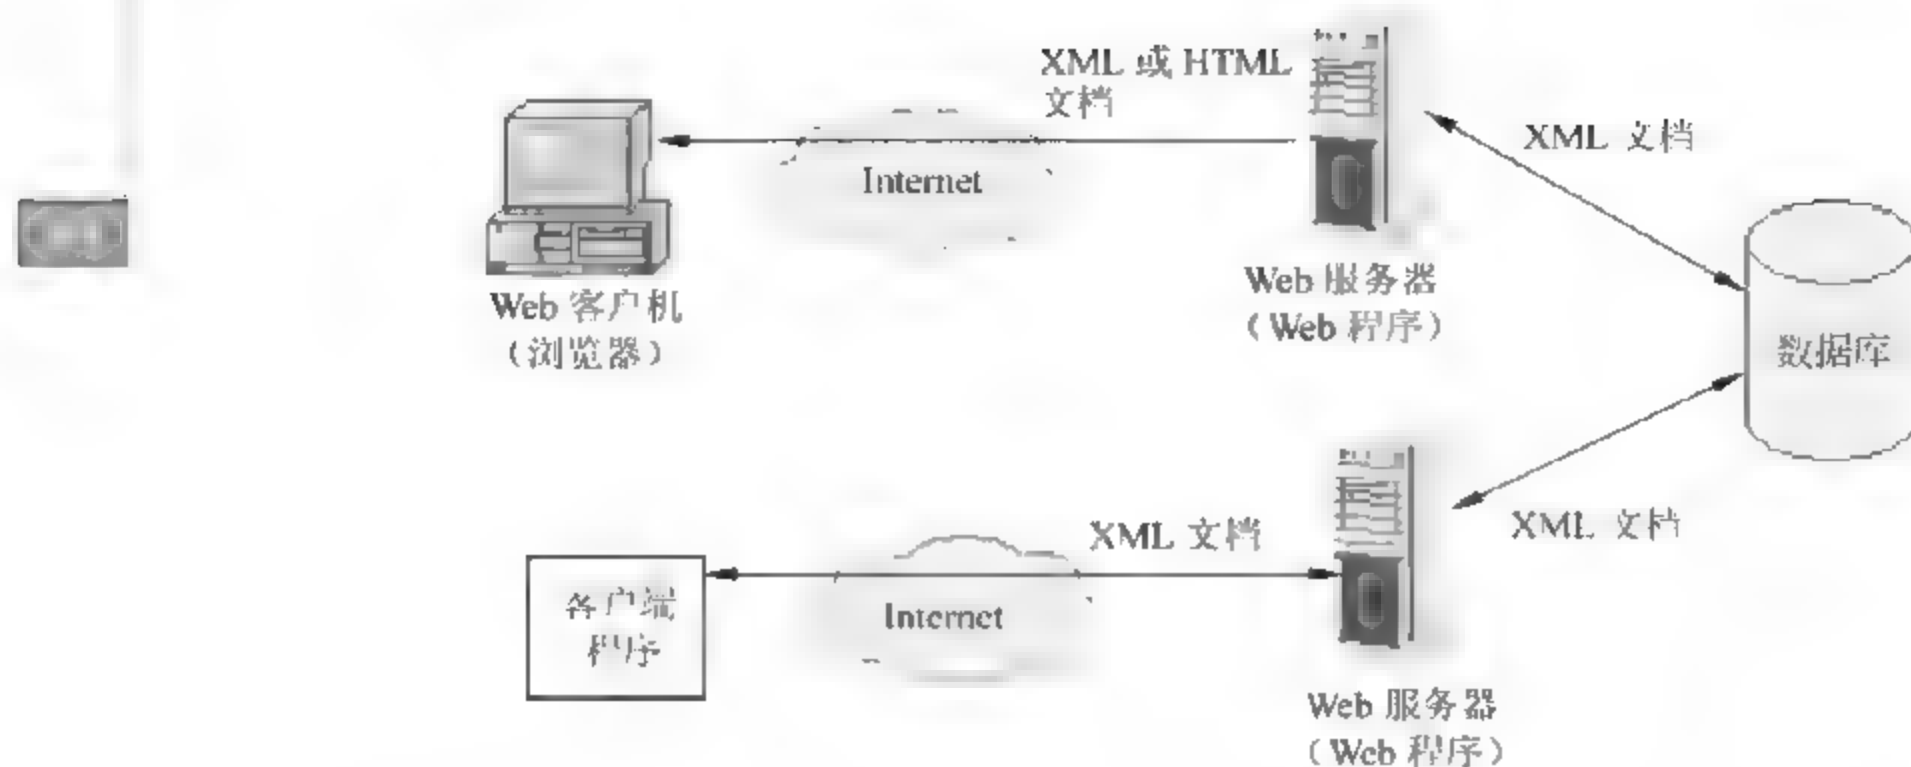 XML 或 HTML
文档
Internet
XML 文档
Web 客户机
（浏览器）
Web 服务器
（Web 程序）
数据库
XML 文档
XML 文档
客户端
程序
Internet
Web 服务器
（Web 程序）